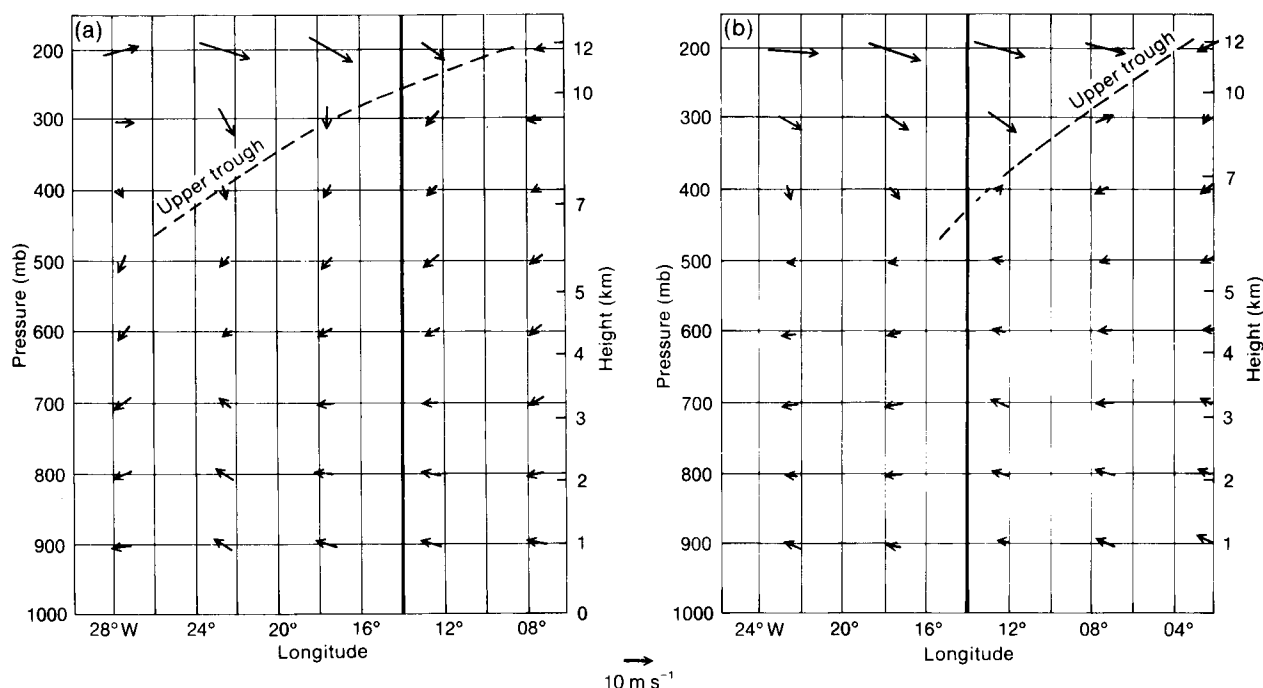 (a)
Upper trough
200
300
400
500
600
700
800
900
1000
Pressure (mb)
12
10
7
5
4
3
2
1
0
Height (km)
28°W 24° 20° 16° 12° 08°
Longitude
(b)
Upper trough
200
300
400
500
600
700
800
900
1000
Pressure (mb)
12
10
7
5
4
3
2
1
Height (km)
24°W 20° 16° 12° 08° 04°
Longitude
10 m s⁻¹